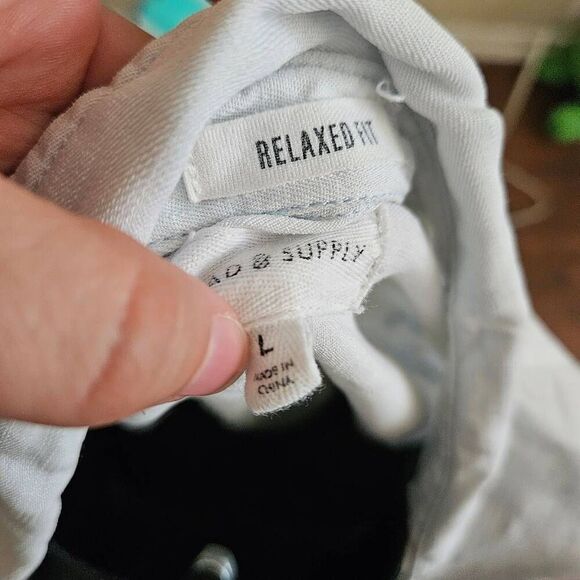 RELAXED FIT
& SUPPLY
L
MADE IN
CHINA